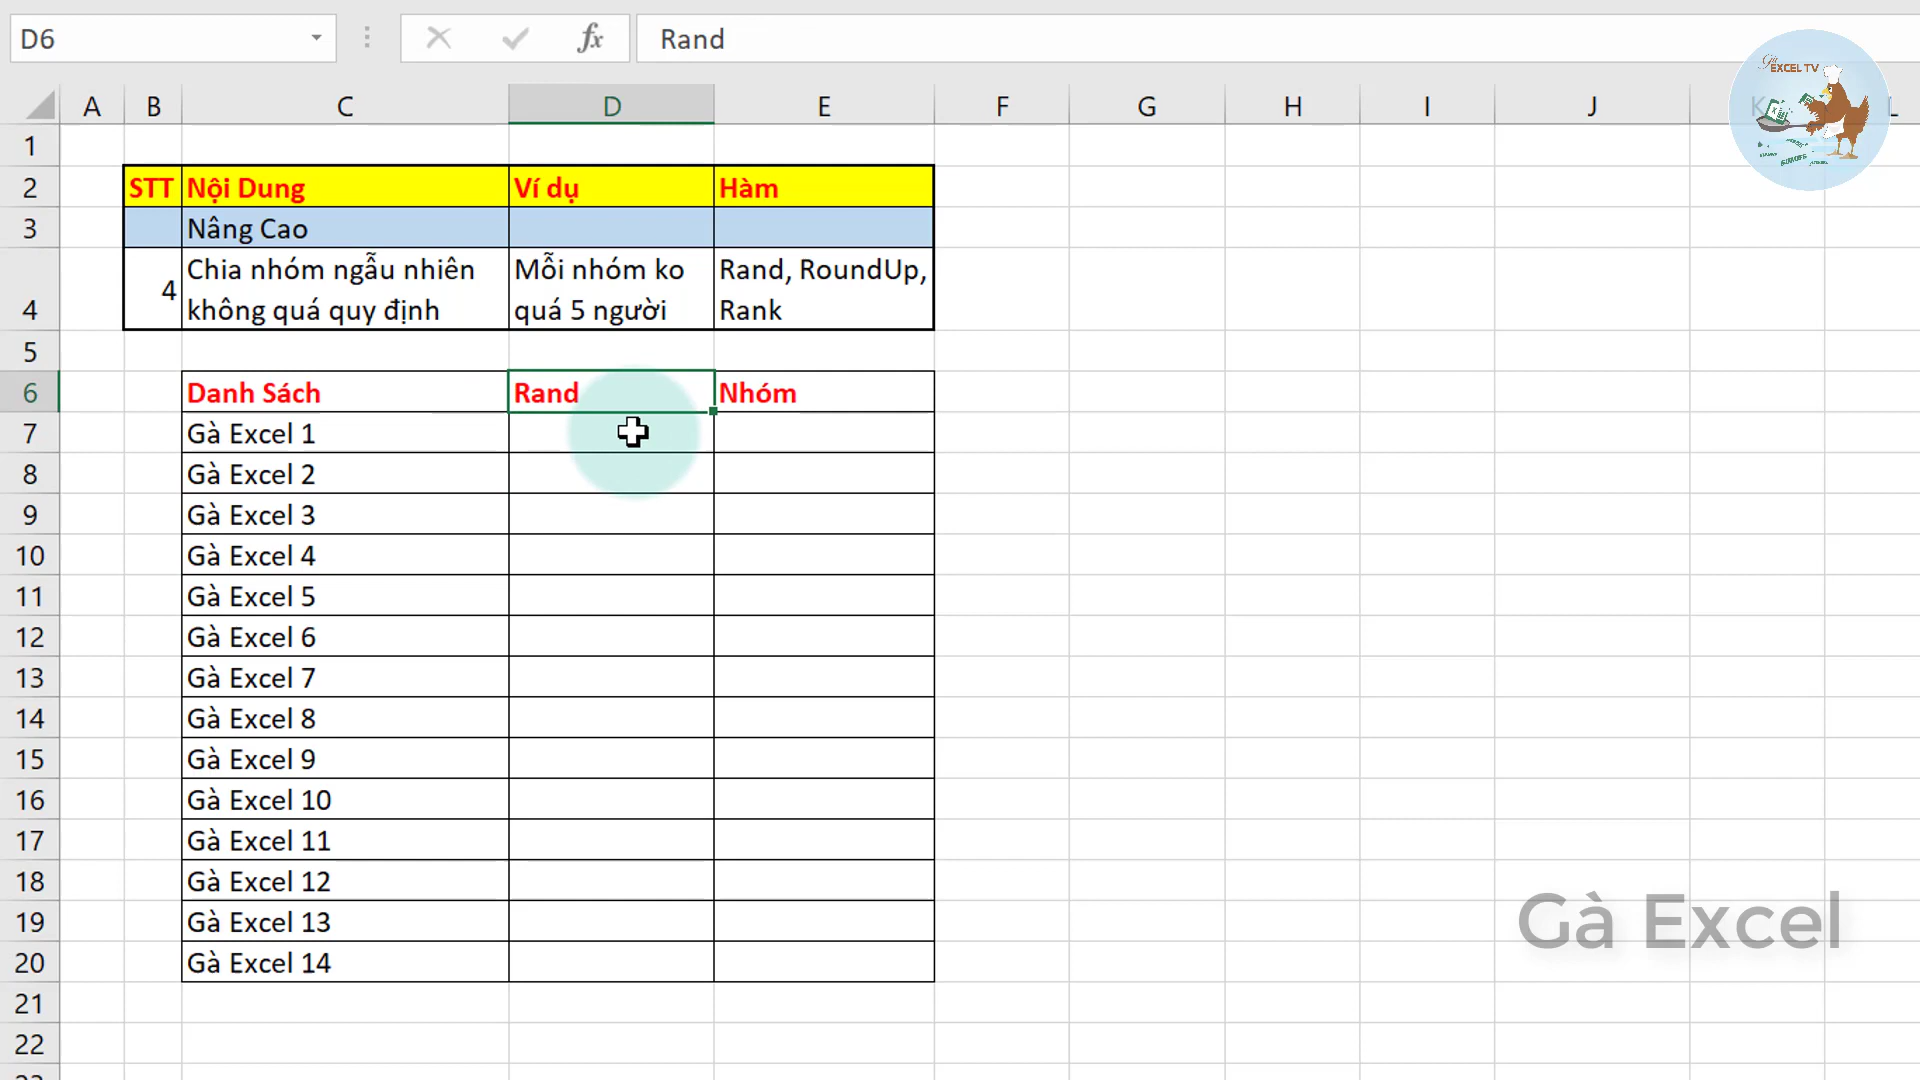 D6 fx Rand
Gà EXCEL TV
A B C D E F G H I J K L
1
2 STT Nội Dung Ví dụ Hàm
3 Nâng Cao
Chia nhóm ngẫu nhiên Mỗi nhóm ko Rand, RoundUp,
4 4 không quá quy định quá 5 người Rank
5
6 Danh Sách Rand Nhóm
7 Gà Excel 1
8 Gà Excel 2
9 Gà Excel 3
10 Gà Excel 4
11 Gà Excel 5
12 Gà Excel 6
13 Gà Excel 7
14 Gà Excel 8
15 Gà Excel 9
16 Gà Excel 10
17 Gà Excel 11
18 Gà Excel 12
19 Gà Excel 13
20 Gà Excel 14
Gà Excel
21
22